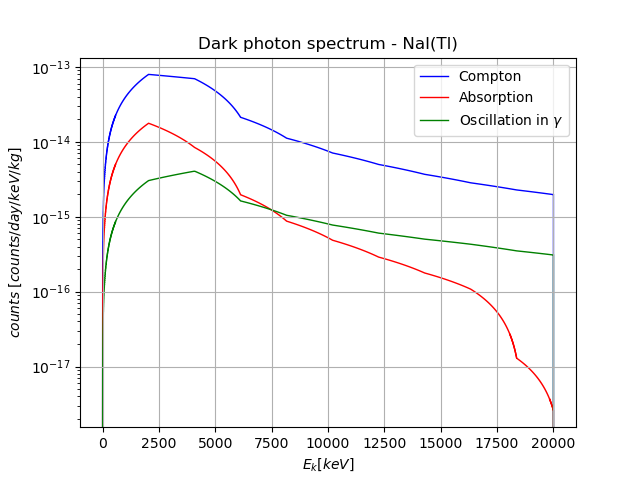 Dark photon spectrum - NaI(Tl)
Compton
Absorption
Oscillation in γ
10⁻¹³
10⁻¹⁴
10⁻¹⁵
10⁻¹⁶
10⁻¹⁷
counts [counts/day/keV/kg]
0 2500 5000 7500 10000 12500 15000 17500 20000
E_k[keV]